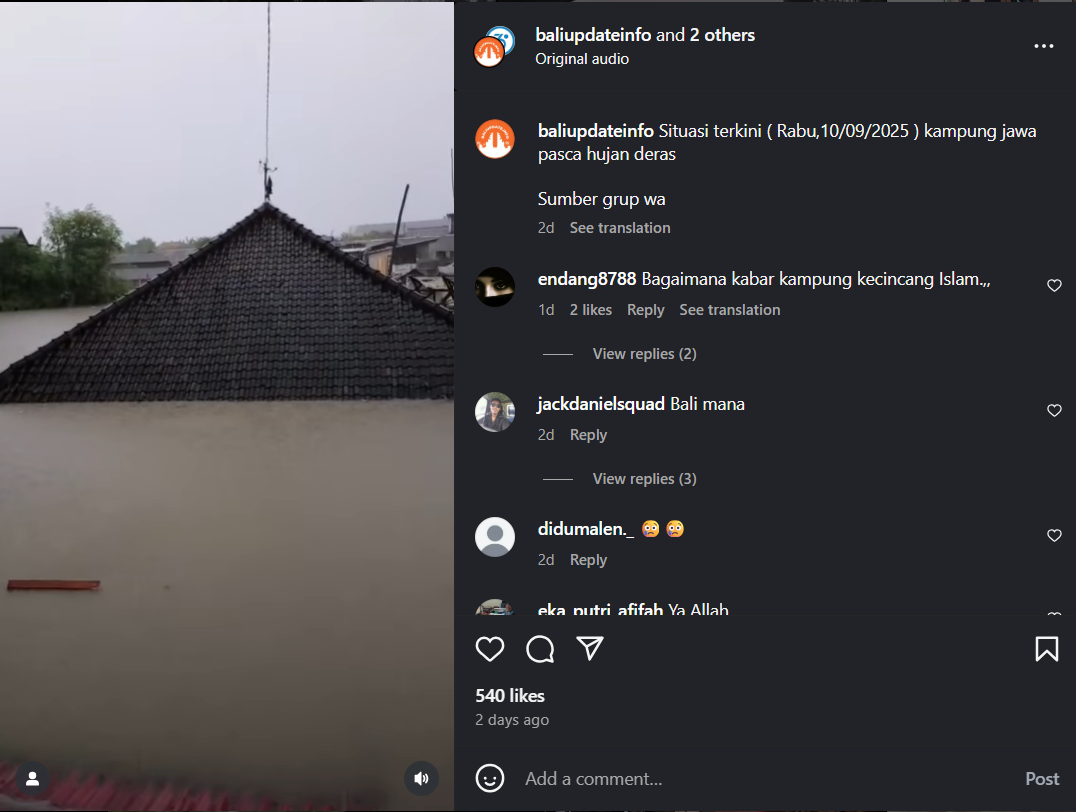 baliupdateinfo and 2 others
Original audio
baliupdateinfo Situasi terkini ( Rabu,10/09/2025 ) kampung jawa
pasca hujan deras
Sumber grup wa
2d See translation
endang8788 Bagaimana kabar kampung kecincang Islam.,,
1d 2 likes Reply See translation
View replies (2)
jackdanielsquad Bali mana
2d Reply
View replies (3)
didumalen._ 😰😰
2d Reply
eka_putri_afifah Ya Allah
540 likes
2 days ago
Add a comment...
Post